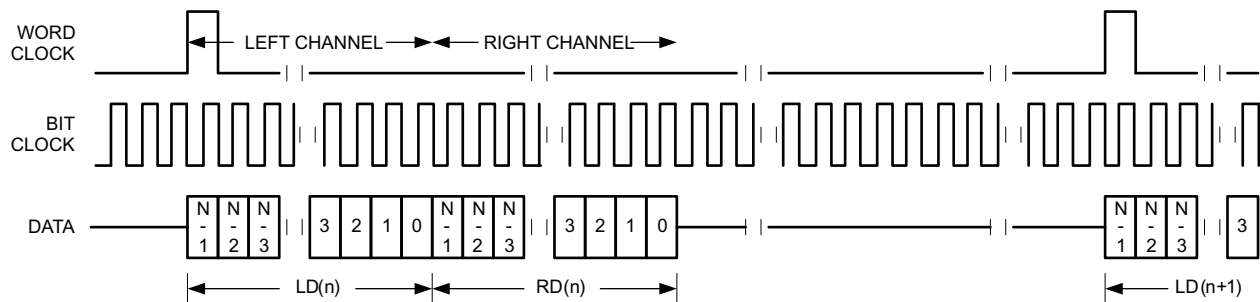 WORD
CLOCK
LEFT CHANNEL
RIGHT CHANNEL
BIT
CLOCK
DATA
N-1 N-2 N-3 3 2 1 0 N-1 N-2 N-3 3 2 1 0 N-1 N-2 N-3 3
LD(n)
RD(n)
LD(n+1)